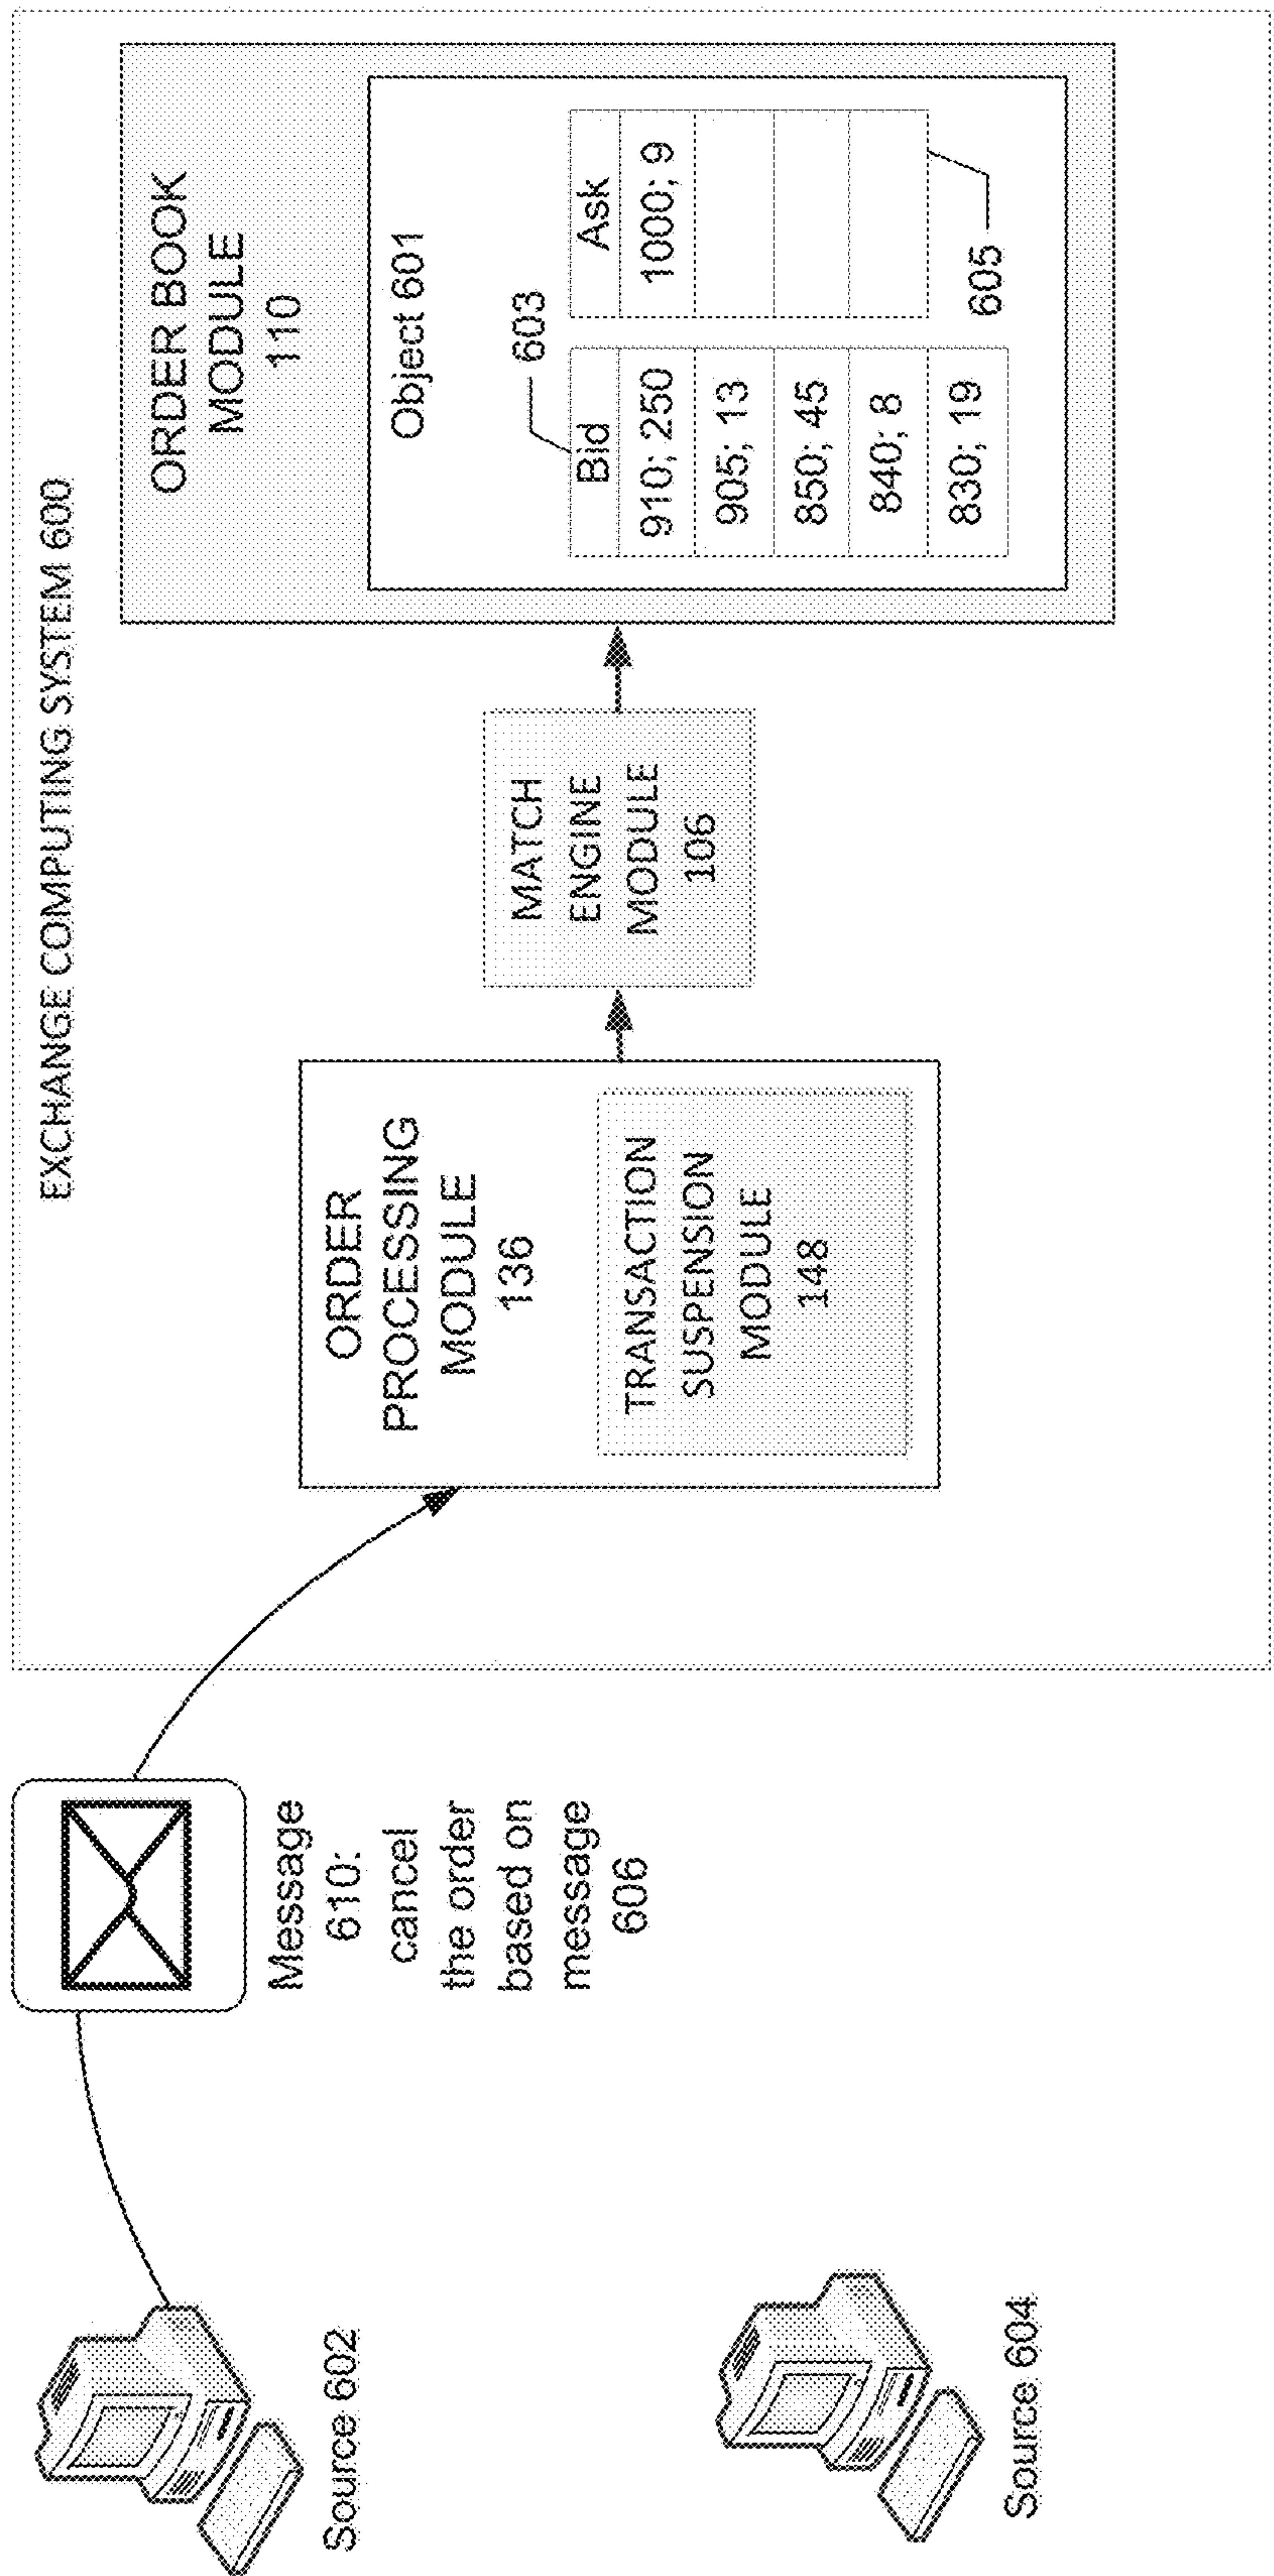 EXCHANGE COMPUTING SYSTEM 600
Source 602
Message
610:
cancel
the order
based on
message
606
Source 604
ORDER
PROCESSING
MODULE
136
TRANSACTION
SUSPENSION
MODULE
148
MATCH
ENGINE
MODULE
106
ORDER BOOK
MODULE
110
Object 601
603
Bid
910; 250
905; 13
850; 45
840; 8
830; 19
Ask
1000; 9
605